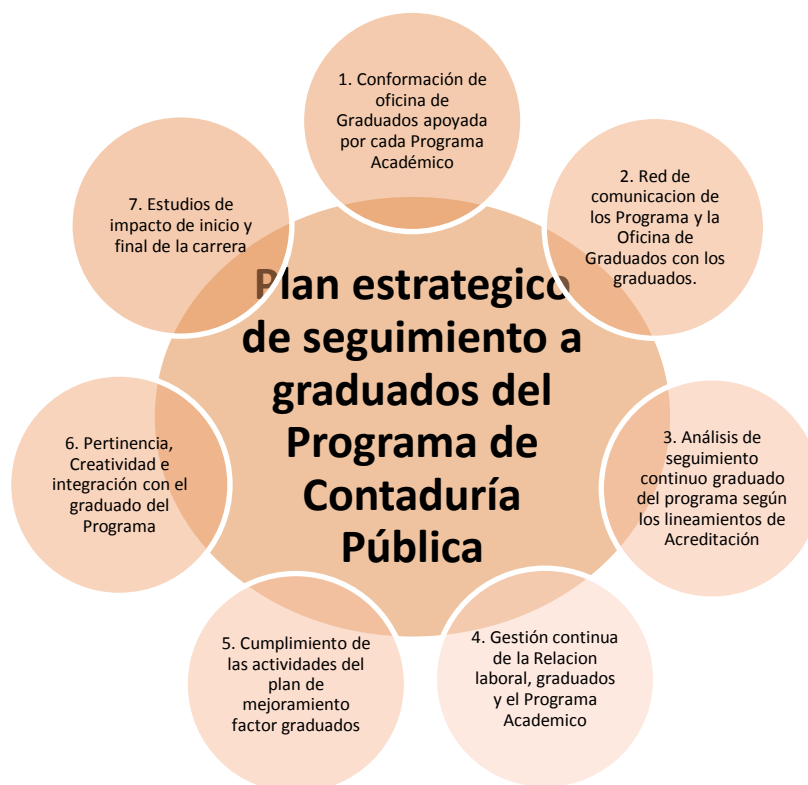 1. Conformación de
oficina de
Graduados apoyada
por cada Programa
Académico
2. Red de
comunicacion de
los Programa y la
Oficina de
Graduados con los
graduados.
3. Análisis de
seguimiento
continuo graduado
del programa según
los lineamientos de
Acreditación
4. Gestión continua
de la Relacion
laboral, graduados
y el Programa
Academico
5. Cumplimiento de
las actividades del
plan de
mejoramiento
factor graduados
6. Pertinencia,
Creatividad e
integración con el
graduado del
Programa
7. Estudios de
impacto de inicio y
final de la carrera
Plan estrategico
de seguimiento a
graduados del
Programa de
Contaduría
Pública